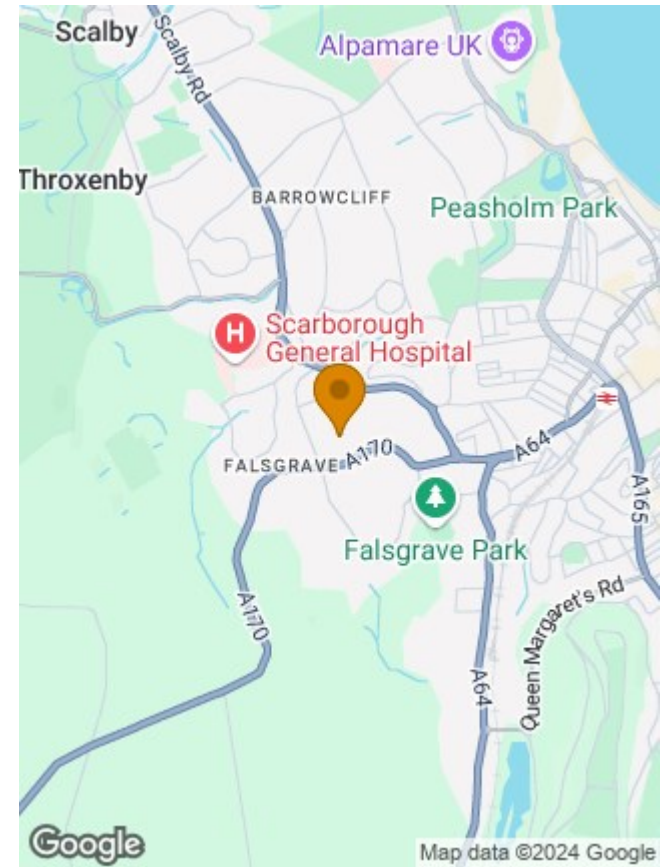 Scalby
Scalby Rd
Alpamare UK
Throxenby
BARROWCLIFF
Peasholm Park
H
Scarborough
General Hospital
A64
FALSGRAVE
A170
A165
Falsgrave Park
A170
Queen Margaret's Rd
A64
Google
Map data ©2024 Google